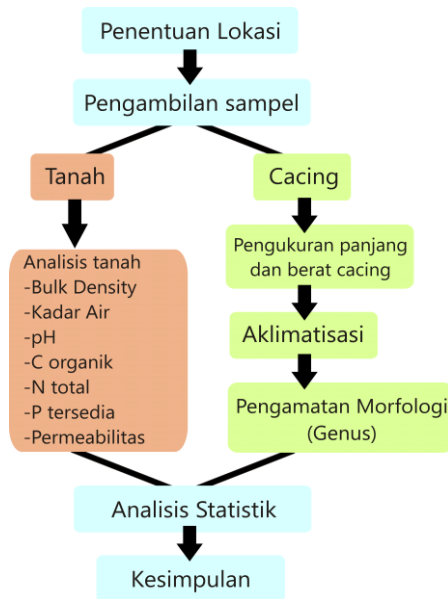 Penentuan Lokasi
Pengambilan sampel
Tanah
Cacing
Analisis tanah
-Bulk Density
-Kadar Air
-pH
-C organik
-N total
-P tersedia
-Permeabilitas
Pengukuran panjang
dan berat cacing
Aklimatisasi
Pengamatan Morfologi
(Genus)
Analisis Statistik
Kesimpulan